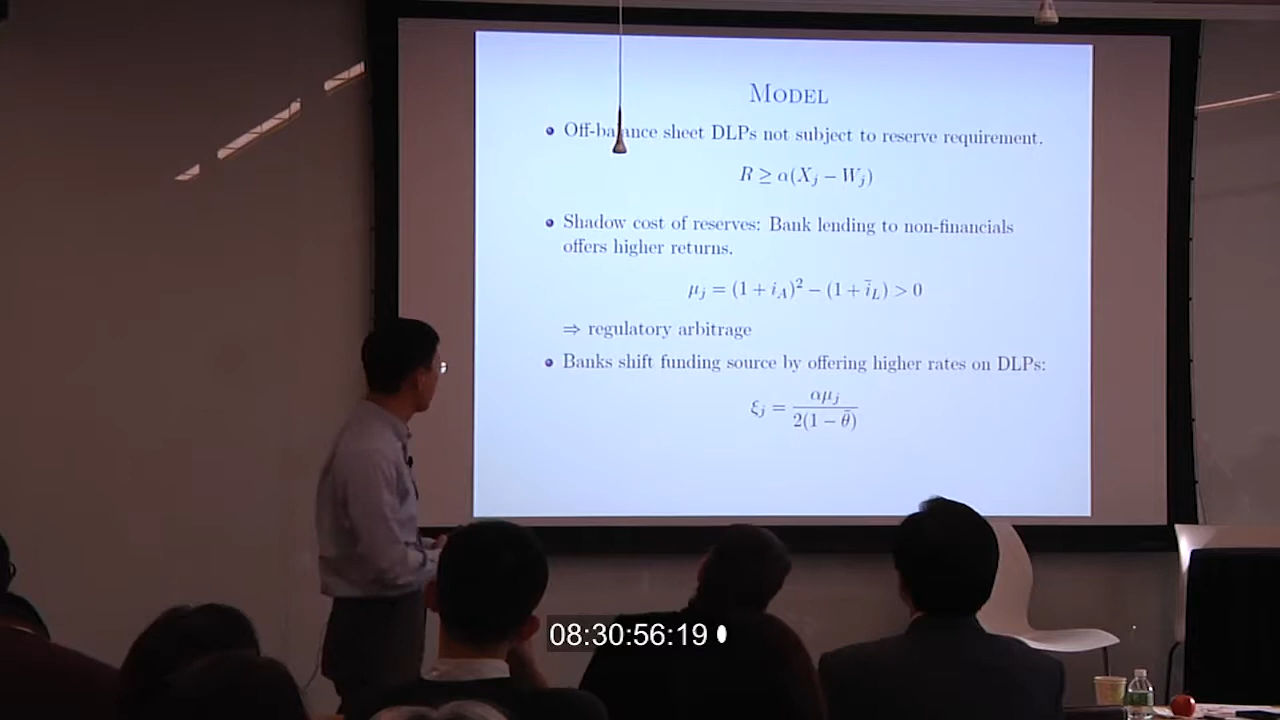 MODEL
• Off-balance sheet DLPs not subject to reserve requirement.
R ≥ α(X_j − W_j)
• Shadow cost of reserves: Bank lending to non-financials
offers higher returns.
μ_j = (1 + i_A)² − (1 + ī_L) > 0
⇒ regulatory arbitrage
• Banks shift funding source by offering higher rates on DLPs:
ξ_j = αμ_j / 2(1 − θ̄)
08:30:56:19